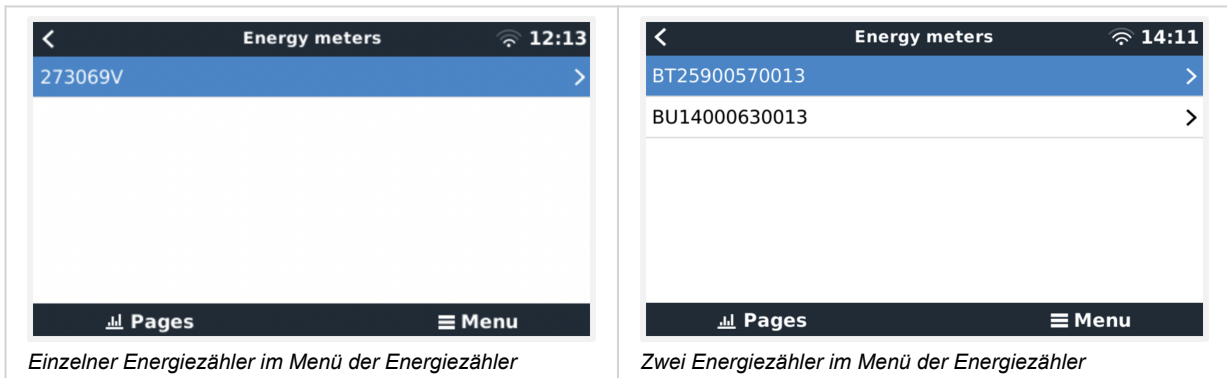 Energy meters 12:13
273069V
Pages Menu
Einzelner Energiezähler im Menü der Energiezähler
Energy meters 14:11
BT25900570013
BU14000630013
Pages Menu
Zwei Energiezähler im Menü der Energiezähler